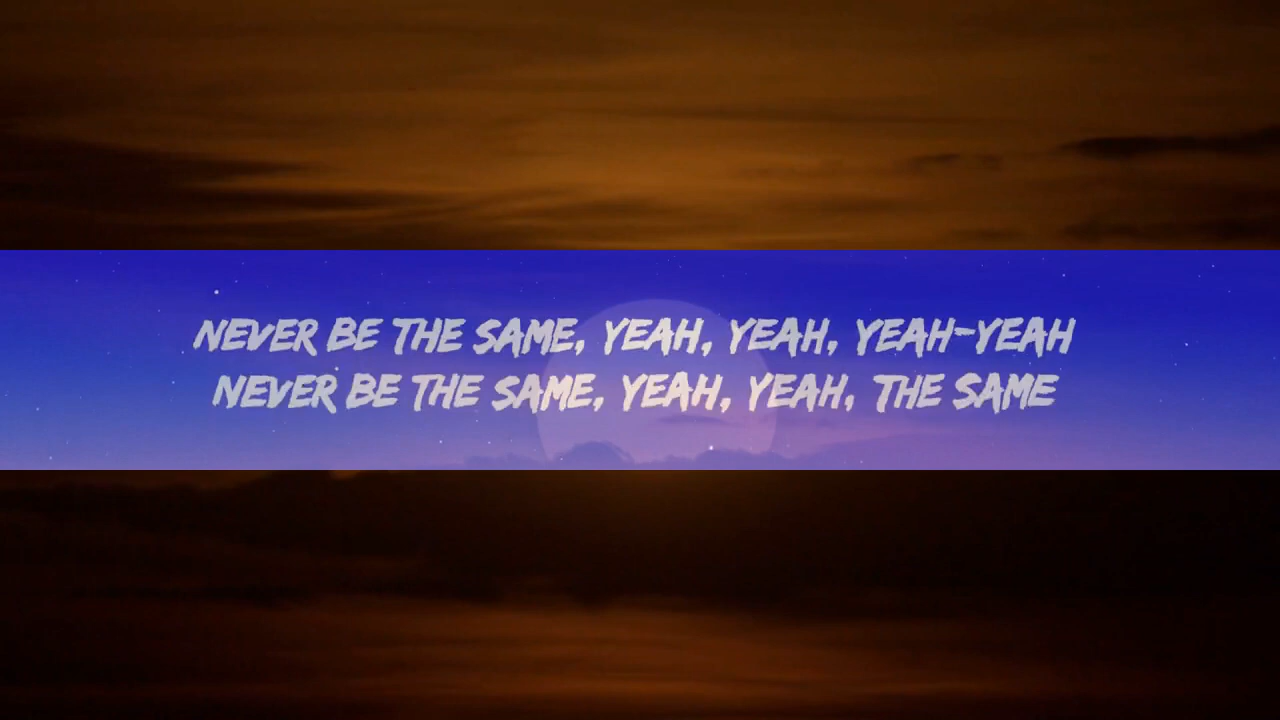 NEVER BE THE SAME, YEAH, YEAH, YEAH-YEAH
NEVER BE THE SAME, YEAH, YEAH, THE SAME